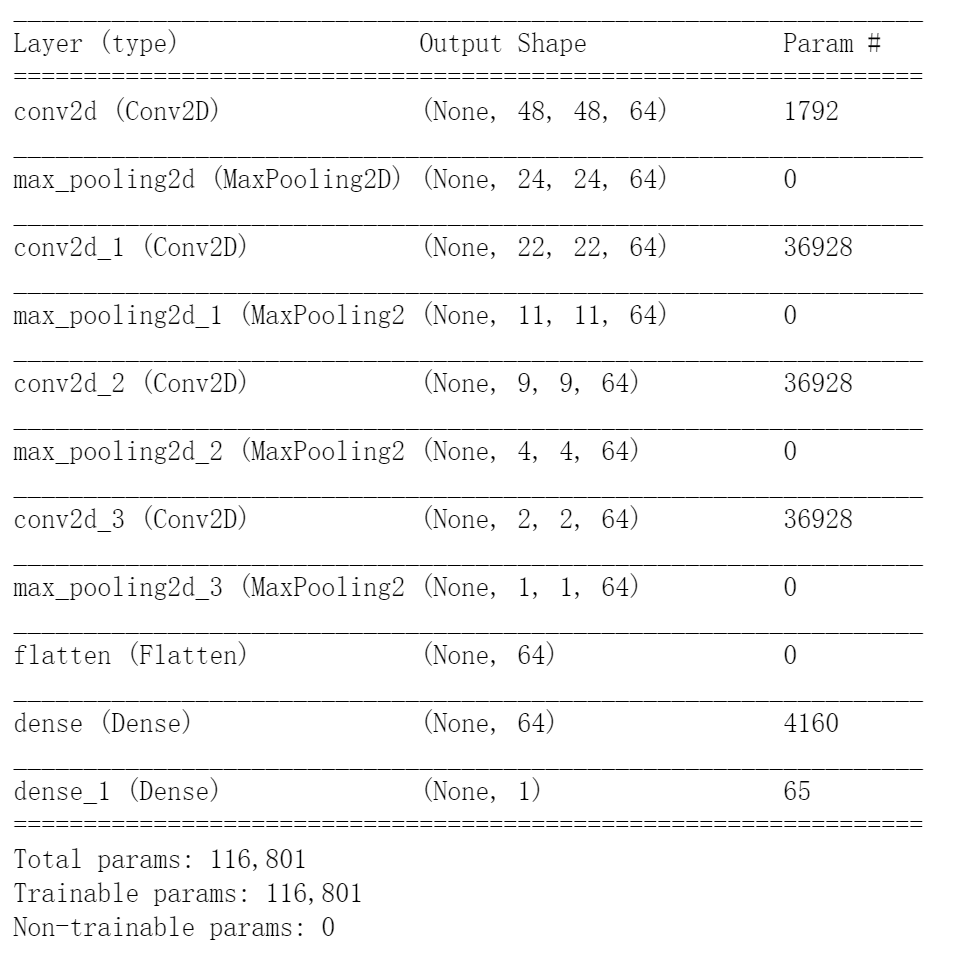 Layer (type) Output Shape Param #
conv2d (Conv2D) (None, 48, 48, 64) 1792
max_pooling2d (MaxPooling2D) (None, 24, 24, 64) 0
conv2d_1 (Conv2D) (None, 22, 22, 64) 36928
max_pooling2d_1 (MaxPooling2 (None, 11, 11, 64) 0
conv2d_2 (Conv2D) (None, 9, 9, 64) 36928
max_pooling2d_2 (MaxPooling2 (None, 4, 4, 64) 0
conv2d_3 (Conv2D) (None, 2, 2, 64) 36928
max_pooling2d_3 (MaxPooling2 (None, 1, 1, 64) 0
flatten (Flatten) (None, 64) 0
dense (Dense) (None, 64) 4160
dense_1 (Dense) (None, 1) 65
Total params: 116,801
Trainable params: 116,801
Non-trainable params: 0